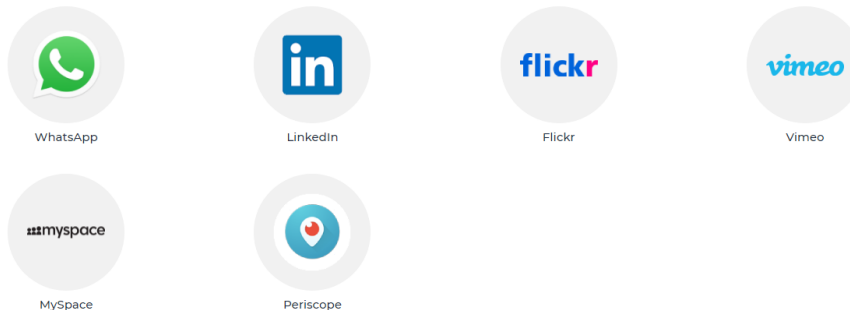 in
flickr
vimeo
WhatsApp
LinkedIn
Flickr
Vimeo
myspace
MySpace
Periscope